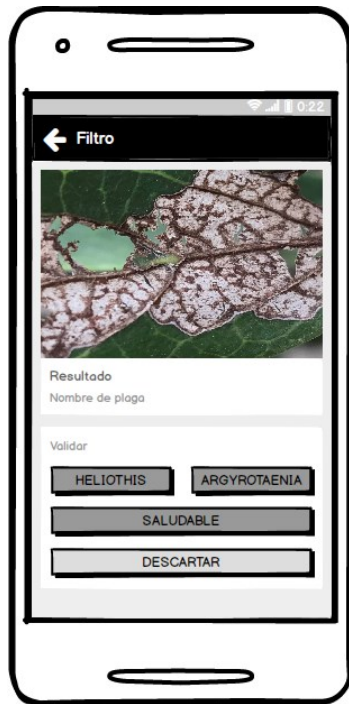 0:22
Filtro
Resultado
Nombre de plaga
Validar
HELIOTHIS ARGYROTAENIA
SALUDABLE
DESCARTAR